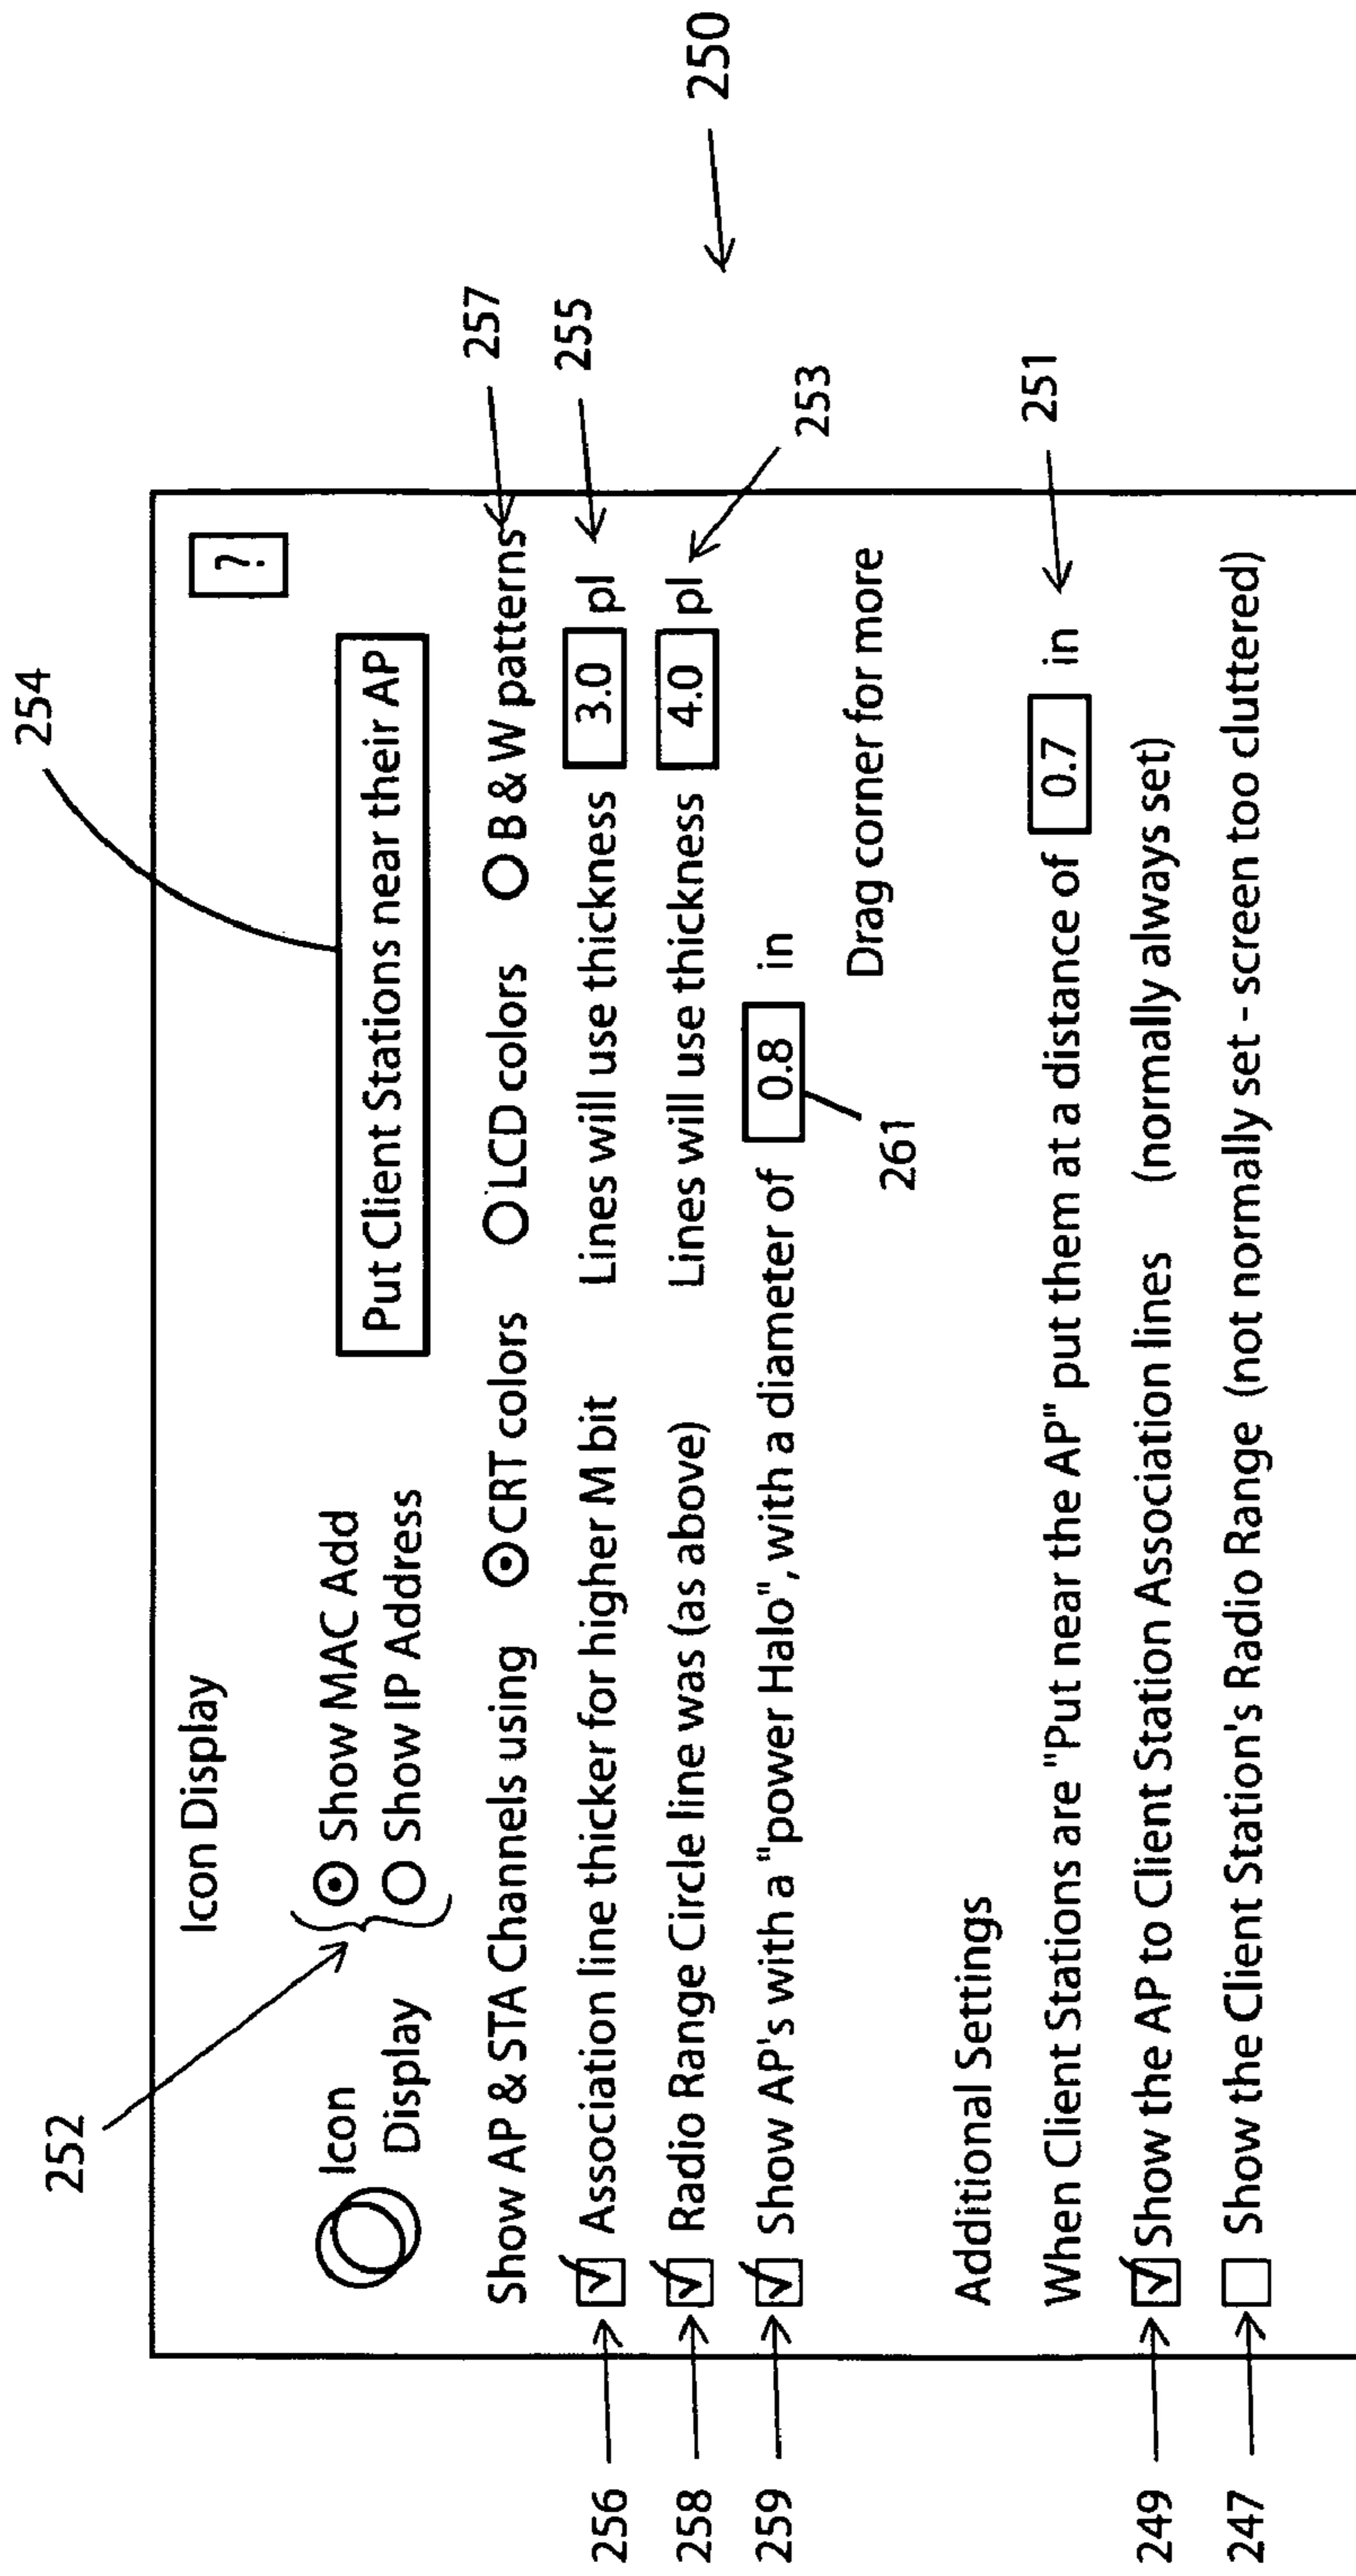 254
252
Icon Display
?
Icon
Display
Show MAC Add
Show IP Address
Put Client Stations near their AP
257
Show AP & STA Channels using CRT colors LCD colors B & W patterns
256 Association line thicker for higher M bit Lines will use thickness 3.0 pl 255
258 Radio Range Circle line was (as above) Lines will use thickness 4.0 pl 253
259 Show AP's with a "power Halo", with a diameter of 0.8 in
261
Drag corner for more
250
Additional Settings
When Client Stations are "Put near the AP" put them at a distance of 0.7 in 251
249 Show the AP to Client Station Association lines (normally always set)
247 Show the Client Station's Radio Range (not normally set - screen too cluttered)